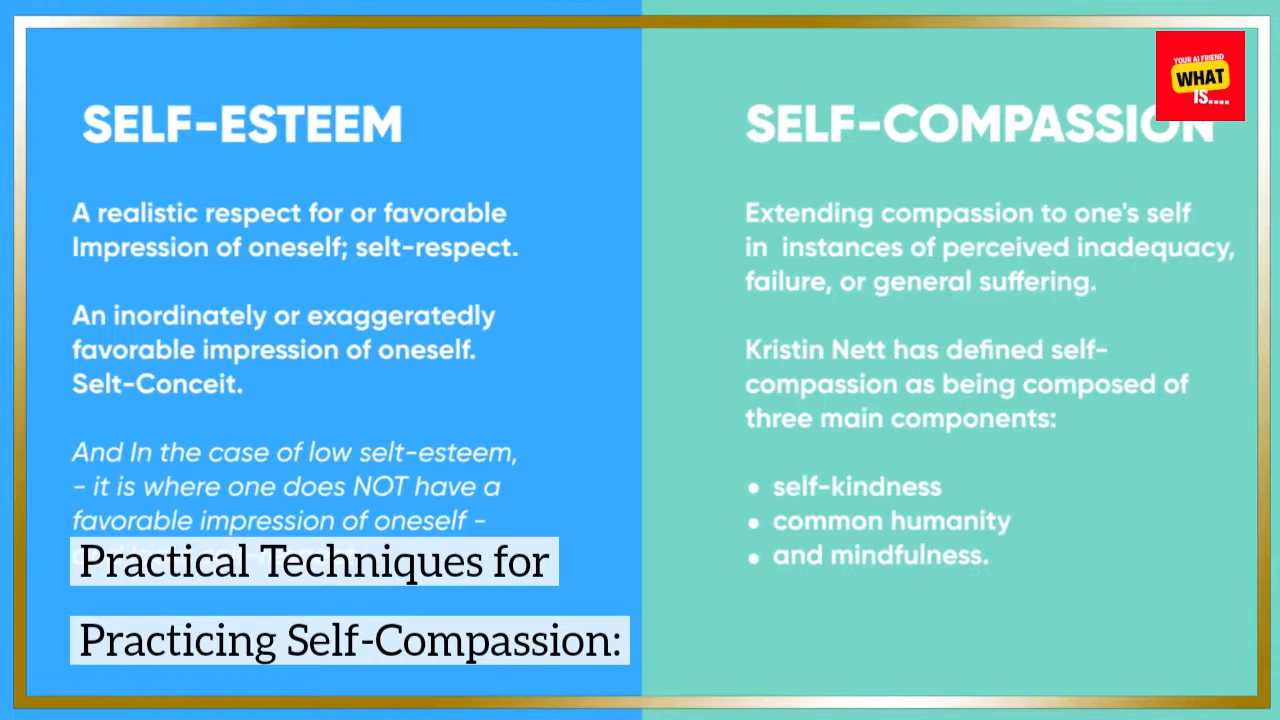 YOUR AI FRIEND
WHAT
IS....
SELF-ESTEEM
A realistic respect for or favorable
Impression of oneself; selt-respect.
An inordinately or exaggeratedly
favorable impression of oneself.
Selt-Conceit.
And In the case of low selt-esteem,
- it is where one does NOT have a
favorable impression of oneself -
Practical Techniques for
Practicing Self-Compassion:
SELF-COMPASSION
Extending compassion to one's self
in instances of perceived inadequacy,
failure, or general suffering.
Kristin Nett has defined self-
compassion as being composed of
three main components:
• self-kindness
• common humanity
• and mindfulness.